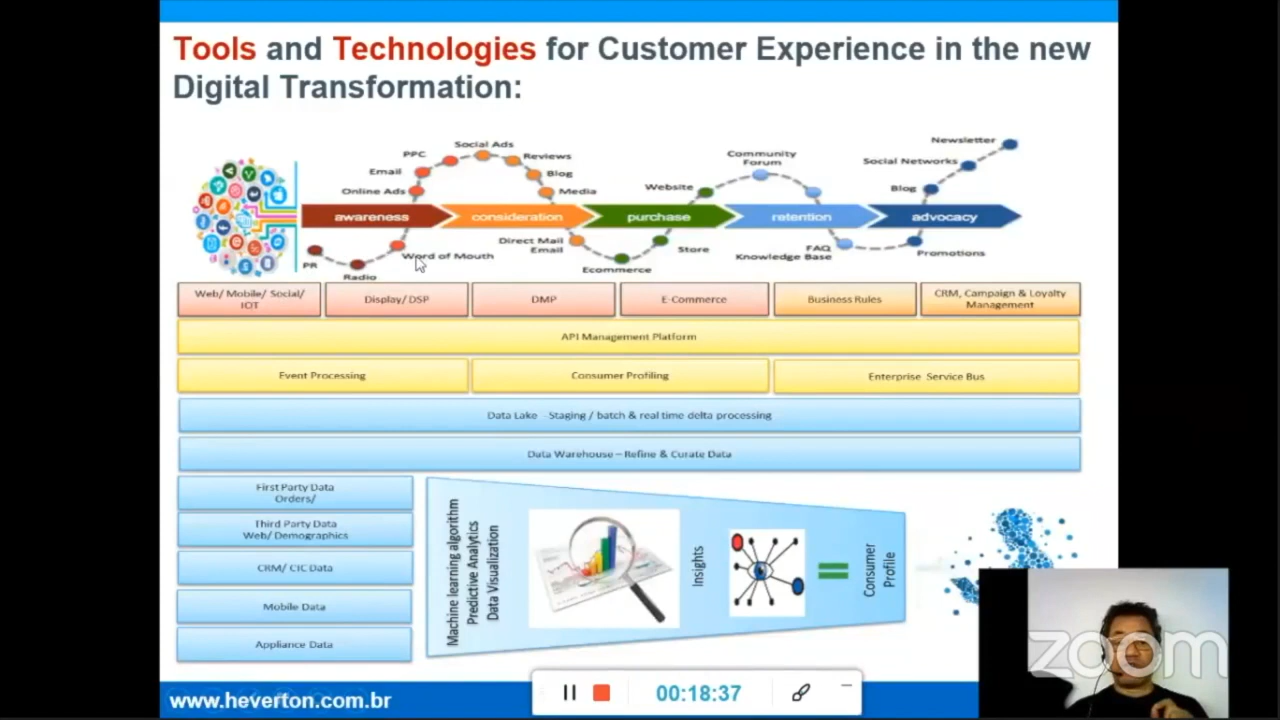 Tools and Technologies for Customer Experience in the new
Digital Transformation:
Newsletter
Social Ads
PPC
Reviews
Community
Forum
Social Networks
Email
Blog
Online Ads
Media
Website
Blog
awareness
consideration
purchase
retention
advocacy
Direct Mail
Email
Store
FAQ
Knowledge Base
Promotions
Word of Mouth
PR
Radio
Ecommerce
Web/ Mobile/ Social/
IOT
Display/ DSP
DMP
E-Commerce
Business Rules
CRM, Campaign & Loyalty
Management
API Management Platform
Event Processing
Consumer Profiling
Enterprise Service Bus
Data Lake Staging / batch & real time delta processing
Data Warehouse – Refine & Curate Data
First Party Data
Orders/
Third Party Data
Web/ Demographics
CRM/ CIC Data
Mobile Data
Appliance Data
Machine learning algorithm
Predictive Analytics
Data Visualization
Insights
Consumer
Profile
zoom
www.heverton.com.br
00:18:37